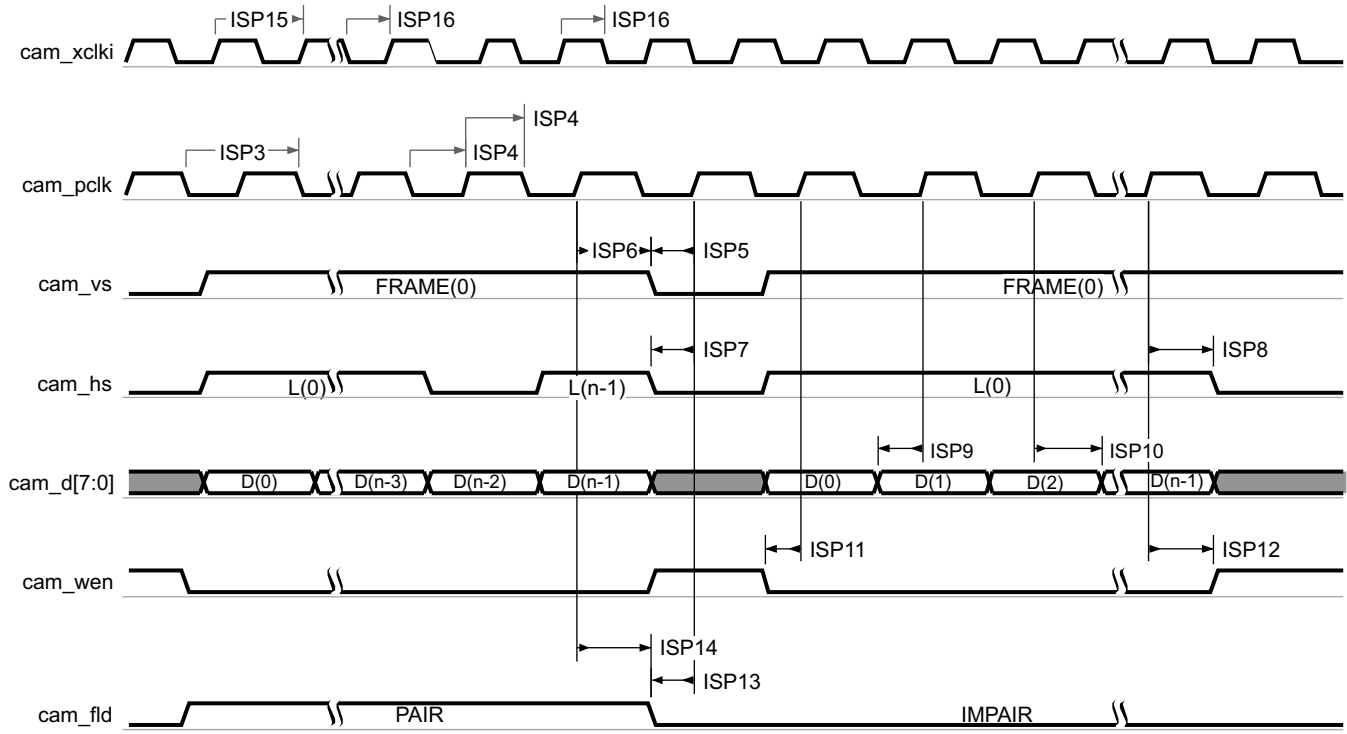 ISP15 ISP16 ISP16
cam_xclki
ISP4
ISP3 ISP4
cam_pclk
ISP6 ISP5
cam_vs FRAME(0) FRAME(0)
ISP7 ISP8
cam_hs L(0) L(n-1) L(0)
ISP9 ISP10
cam_d[7:0] D(0) D(n-3) D(n-2) D(n-1) D(0) D(1) D(2) D(n-1)
ISP11 ISP12
cam_wen
ISP14
ISP13
cam_fld PAIR IMPAIR